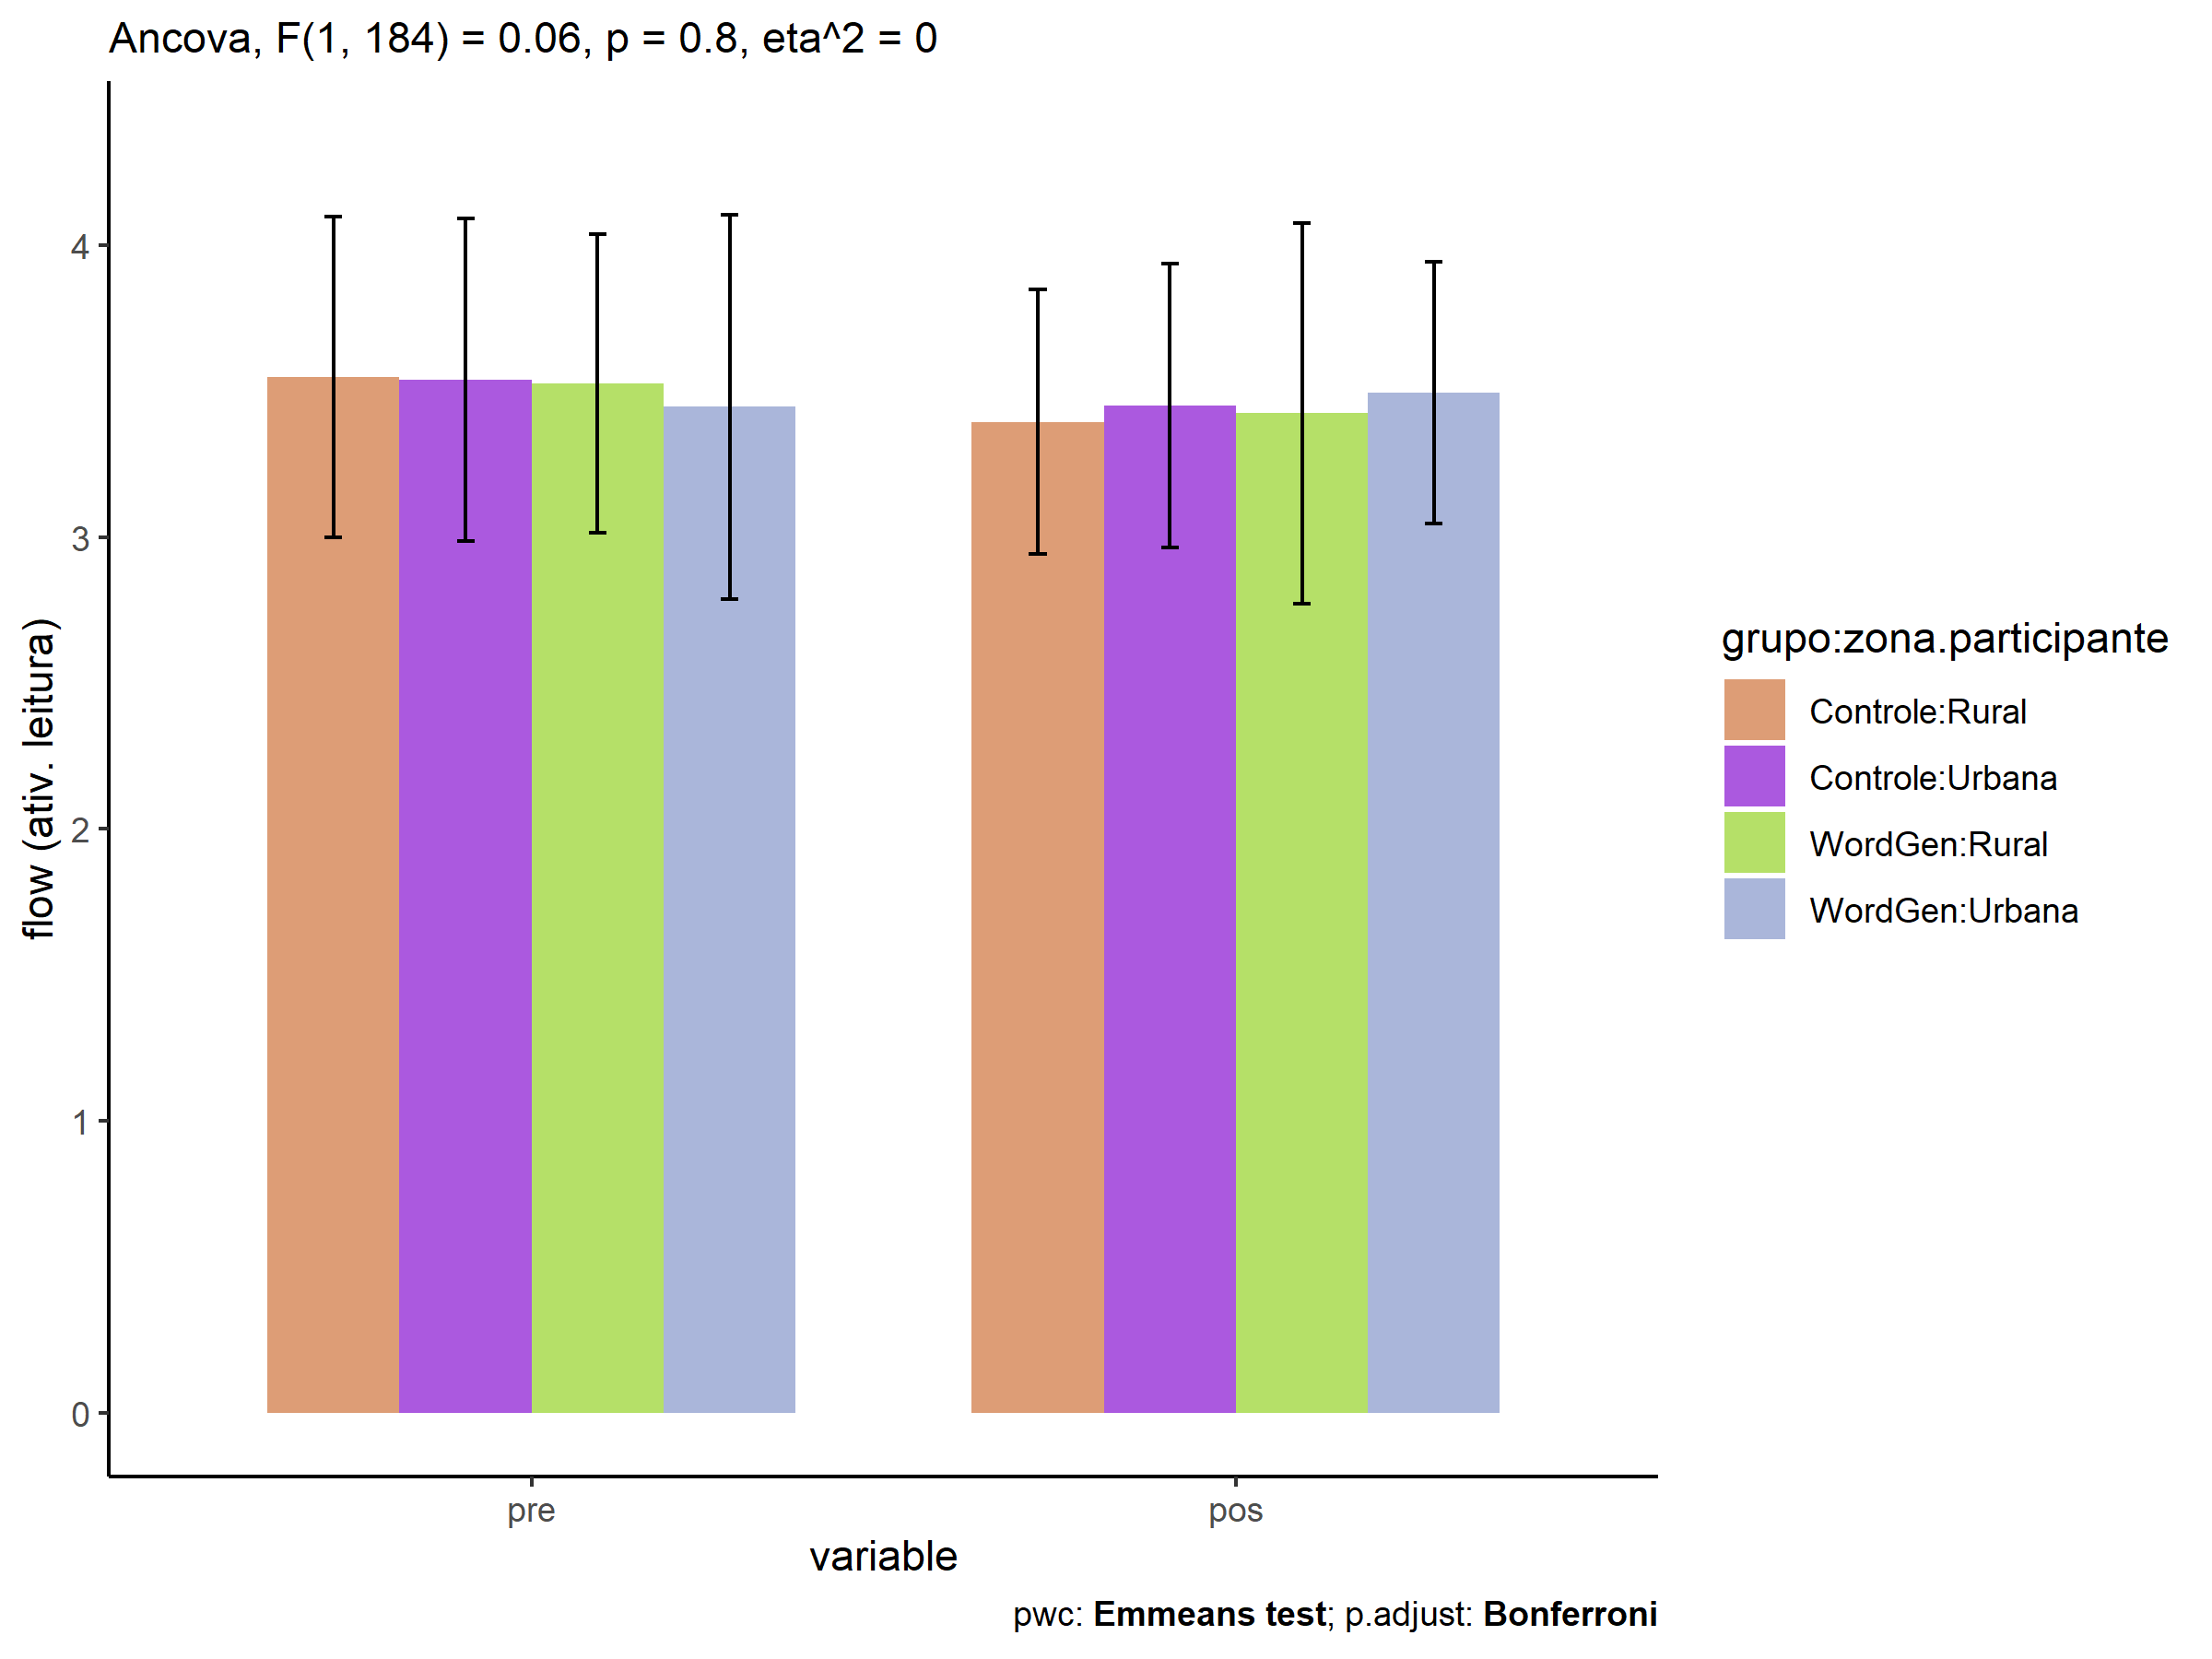 Ancova, F(1, 184) = 0.06, p = 0.8, eta^2 = 0
flow (ativ. leitura)
4
3
2
1
0
pre
pos
variable
grupo:zona.participante
Controle:Rural
Controle:Urbana
WordGen:Rural
WordGen:Urbana
pwc: Emmeans test; p.adjust: Bonferroni